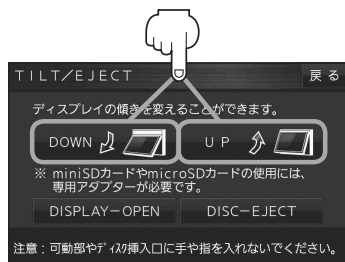 TILT/EJECT 戻る
ディスプレイの傾きを変えることができます。
DOWN UP
※ miniSDカードやmicroSDカードの使用には、
専用アダプターが必要です。
DISPLAY-OPEN DISC-EJECT
注意：可動部やディスク挿入口に手や指を入れないでください。